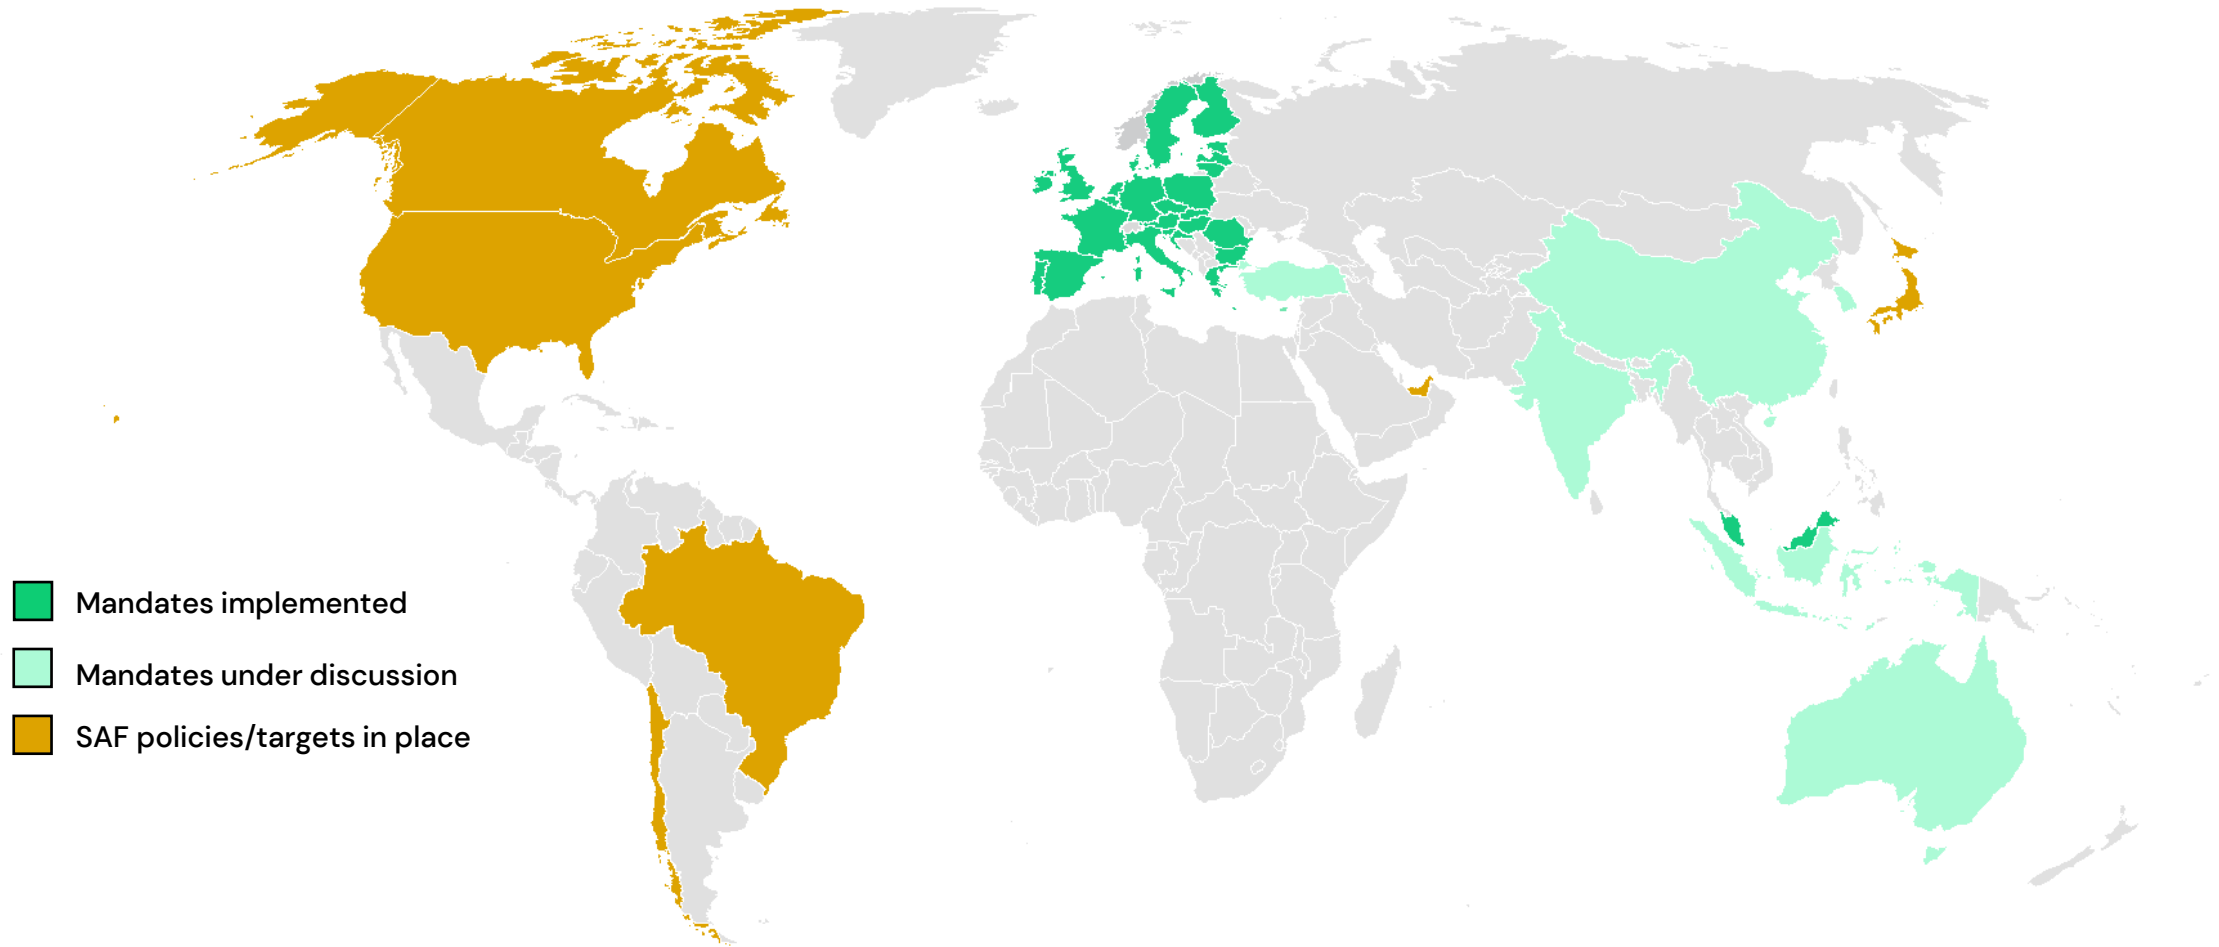 Mandates implemented
Mandates under discussion
SAF policies/targets in place